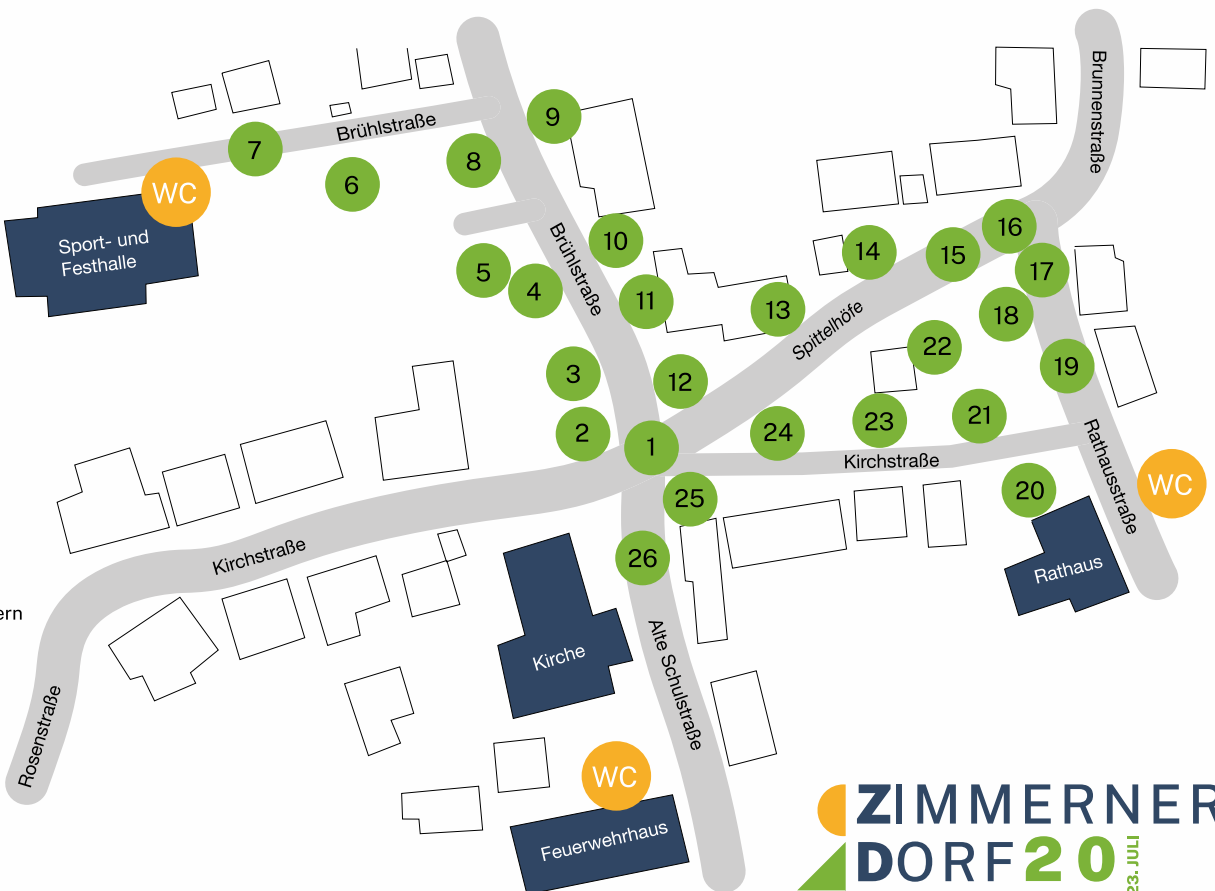 Brunnenstraße
9
Brühlstraße
7
8
6
WC
Sport- und
Festhalle
16
10
14
15
Brühlstraße
5
4
17
11
13
18
Spittelhöfe
22
19
3
12
21
23
24
2
1
Kirchstraße
Rathausstraße
WC
20
25
Kirchstraße
26
Rathaus
ern
Kirche
Alte Schulstraße
Rosenstraße
WC
Feuerwehrhaus
ZIMMERNER
DORF 20
23. JULI